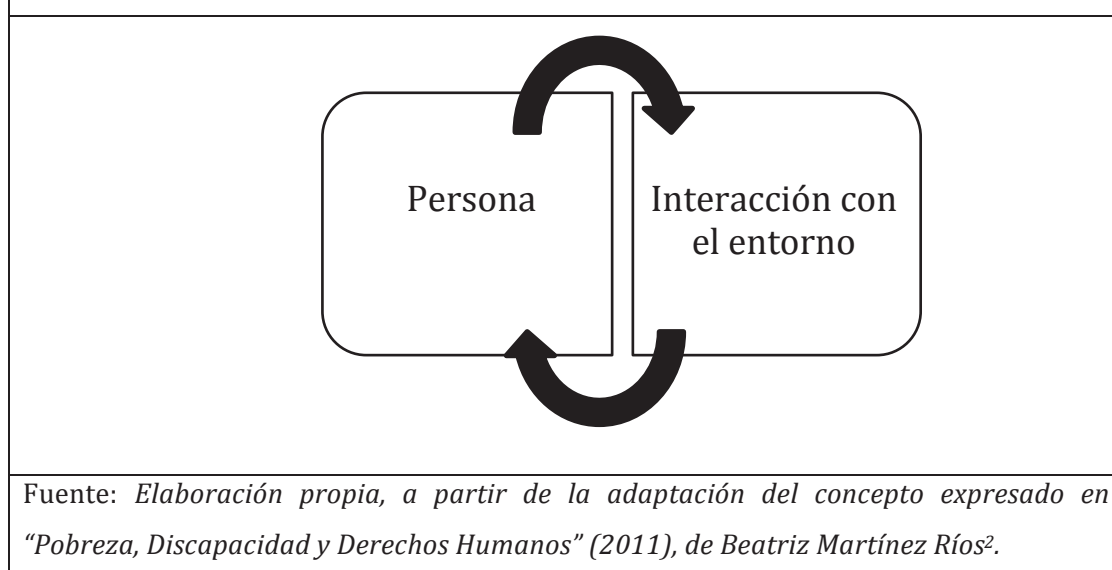 Persona
Interacción con
el entorno
Fuente: Elaboración propia, a partir de la adaptación del concepto expresado en
“Pobreza, Discapacidad y Derechos Humanos” (2011), de Beatriz Martínez Ríos².